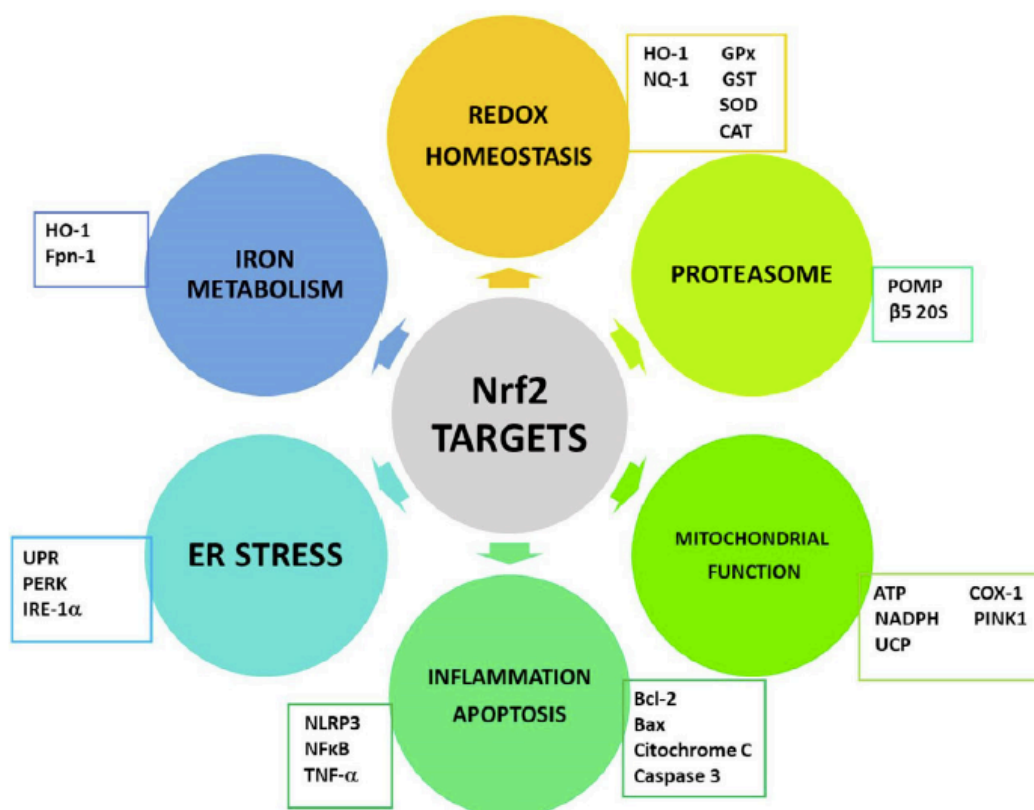 HO-1 GPx
NQ-1 GST
SOD
CAT
REDOX
HOMEOSTASIS
HO-1
Fpn-1
IRON
METABOLISM
PROTEASOME
POMP
β5 20S
Nrf2
TARGETS
UPR
PERK
IRE-1α
ER STRESS
MITOCHONDRIAL
FUNCTION
ATP COX-1
NADPH PINK1
UCP
INFLAMMATION
APOPTOSIS
NLRP3
NFκB
TNF-α
Bcl-2
Bax
Citochrome C
Caspase 3